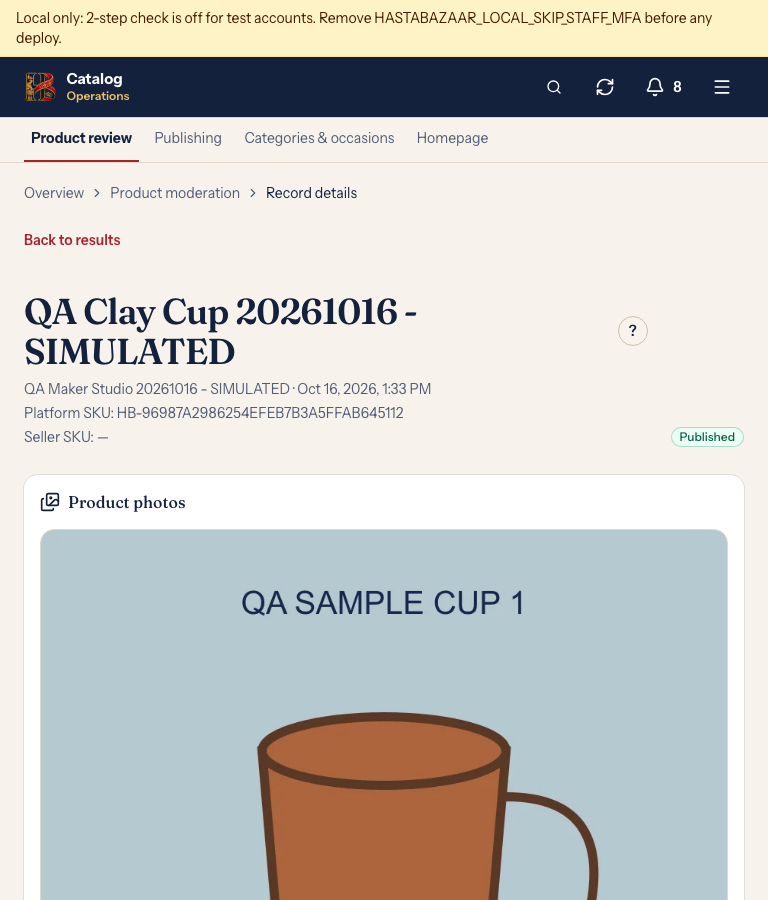 Local only: 2-step check is off for test accounts. Remove HASTABAZAAR_LOCAL_SKIP_STAFF_MFA before any
deploy.
Catalog
Operations
8
Product review
Publishing
Categories & occasions
Homepage
Overview > Product moderation > Record details
Back to results
QA Clay Cup 20261016 -
SIMULATED
?
QA Maker Studio 20261016 - SIMULATED · Oct 16, 2026, 1:33 PM
Platform SKU: HB-96987A2986254EFEB7B3A5FFAB645112
Seller SKU: —
Published
Product photos
QA SAMPLE CUP 1